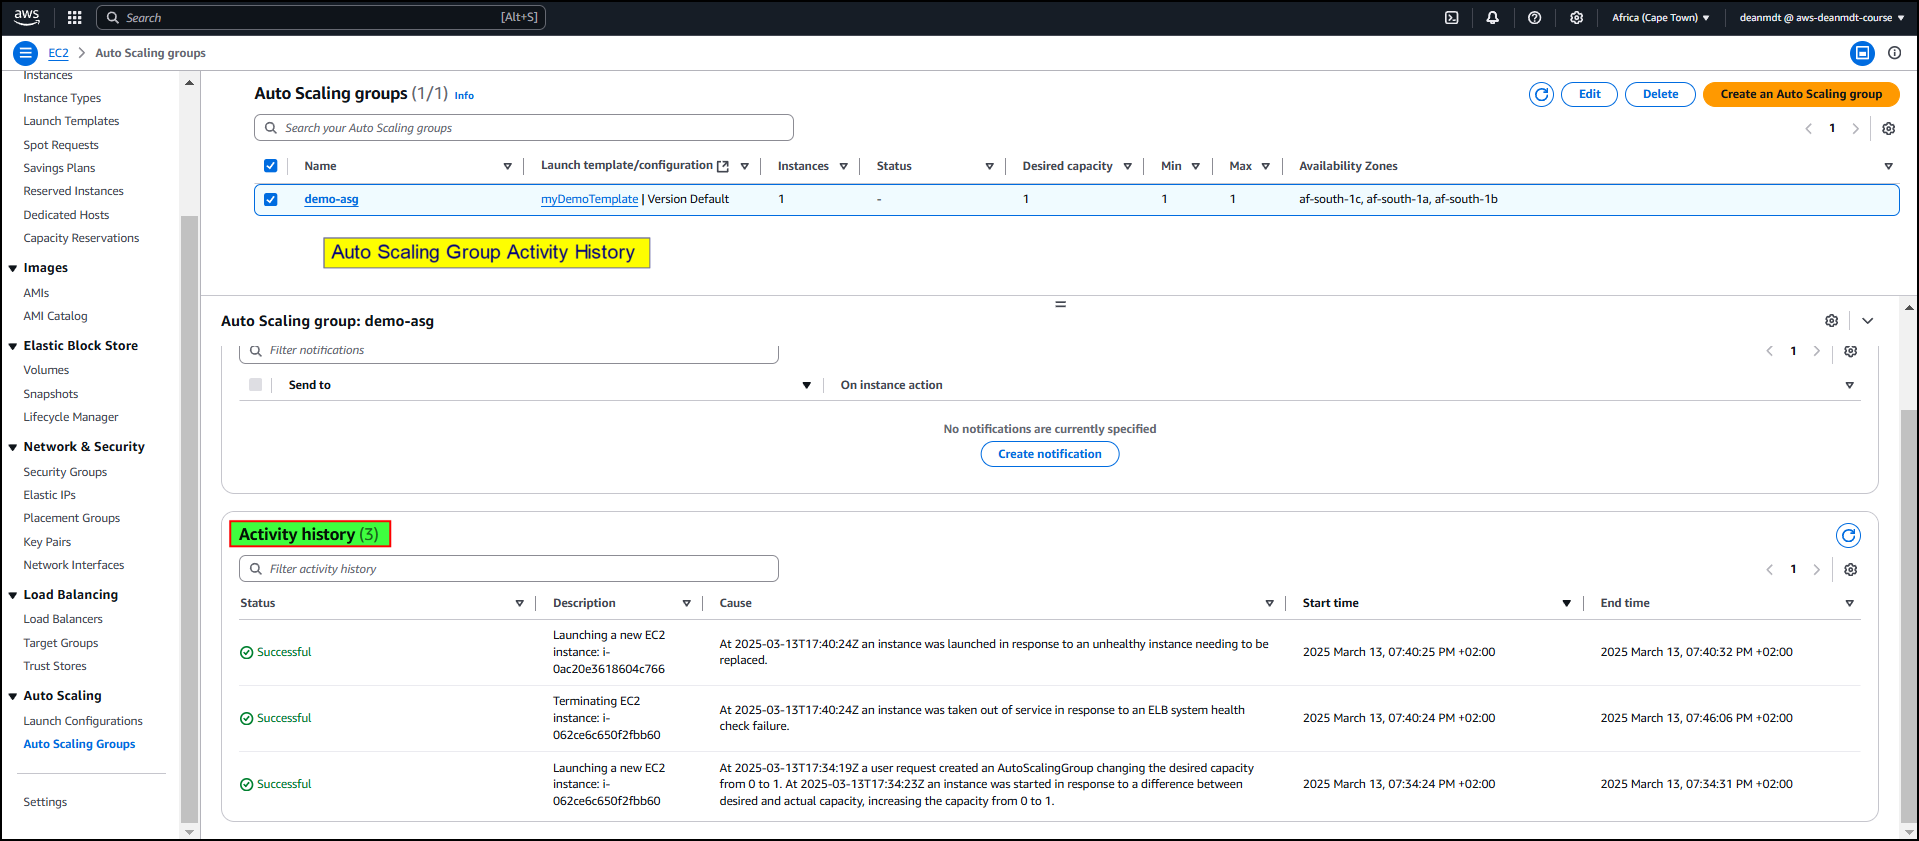 aws
Search [Alt+S]
Africa (Cape Town)
deanmdt @ aws-deanmdt-course
EC2 > Auto Scaling groups
Instances
Instance Types
Launch Templates
Spot Requests
Savings Plans
Reserved Instances
Dedicated Hosts
Capacity Reservations
Images
AMIs
AMI Catalog
Elastic Block Store
Volumes
Snapshots
Lifecycle Manager
Network & Security
Security Groups
Elastic IPs
Placement Groups
Key Pairs
Network Interfaces
Load Balancing
Load Balancers
Target Groups
Trust Stores
Auto Scaling
Launch Configurations
Auto Scaling Groups
Settings
Auto Scaling groups (1/1) Info
Edit
Delete
Create an Auto Scaling group
Search your Auto Scaling groups
1
Name Launch template/configuration Instances Status Desired capacity Min Max Availability Zones
demo-asg myDemoTemplate | Version Default 1 - 1 1 1 af-south-1c, af-south-1a, af-south-1b
Auto Scaling Group Activity History
Auto Scaling group: demo-asg
Filter notifications
1
Send to On instance action
No notifications are currently specified
Create notification
Activity history (3)
Filter activity history
1
Status Description Cause Start time End time
Successful
Launching a new EC2
instance: i-
0ac20e3618604c766
At 2025-03-13T17:40:24Z an instance was launched in response to an unhealthy instance needing to be
replaced.
2025 March 13, 07:40:25 PM +02:00
2025 March 13, 07:40:32 PM +02:00
Successful
Terminating EC2
instance: i-
062ce6c650f2fbb60
At 2025-03-13T17:40:24Z an instance was taken out of service in response to an ELB system health
check failure.
2025 March 13, 07:40:24 PM +02:00
2025 March 13, 07:46:06 PM +02:00
Successful
Launching a new EC2
instance: i-
062ce6c650f2fbb60
At 2025-03-13T17:34:19Z a user request created an AutoScalingGroup changing the desired capacity
from 0 to 1. At 2025-03-13T17:34:23Z an instance was started in response to a difference between
desired and actual capacity, increasing the capacity from 0 to 1.
2025 March 13, 07:34:24 PM +02:00
2025 March 13, 07:34:31 PM +02:00